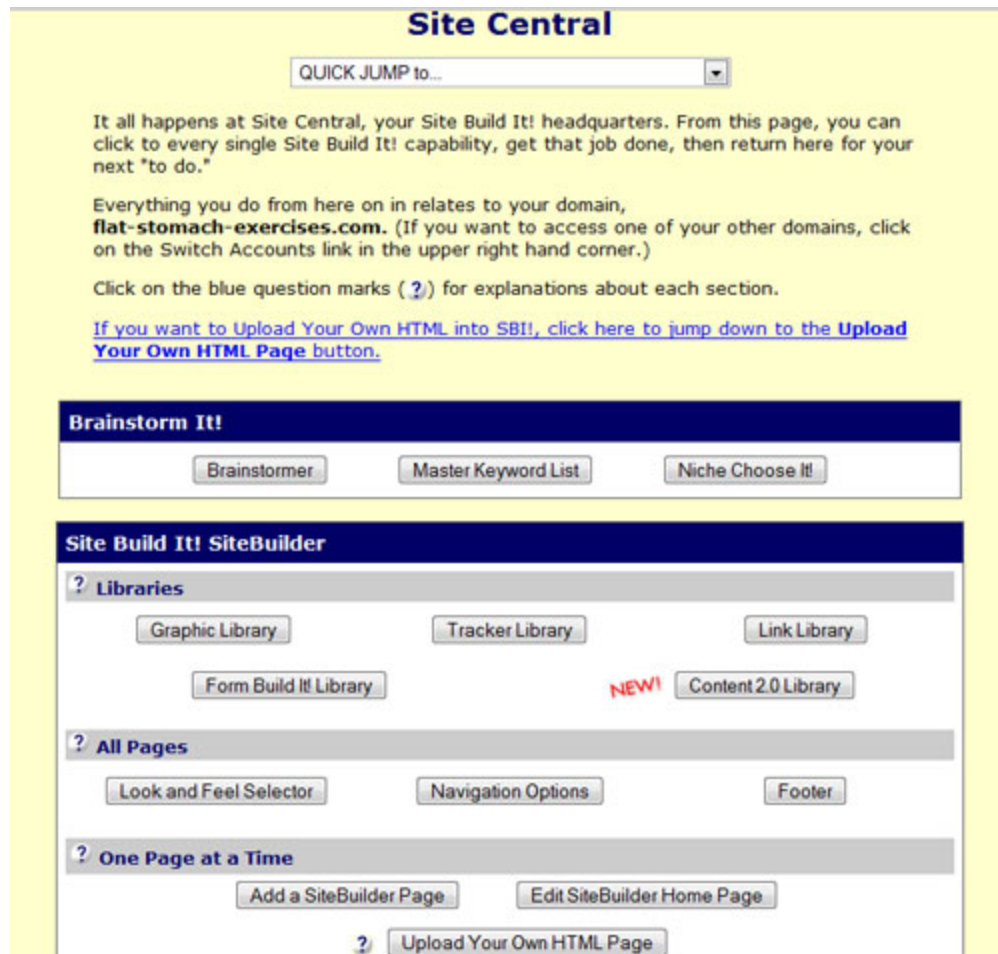 Site Central
QUICK JUMP to...
It all happens at Site Central, your Site Build It! headquarters. From this page, you can
click to every single Site Build It! capability, get that job done, then return here for your
next "to do."
Everything you do from here on in relates to your domain,
flat-stomach-exercises.com. (If you want to access one of your other domains, click
on the Switch Accounts link in the upper right hand corner.)
Click on the blue question marks (?) for explanations about each section.
If you want to Upload Your Own HTML into SBI!, click here to jump down to the Upload
Your Own HTML Page button.
Brainstorm It!
Brainstormer Master Keyword List Niche Choose It!
Site Build It! SiteBuilder
? Libraries
Graphic Library Tracker Library Link Library
Form Build It! Library NEW! Content 2.0 Library
? All Pages
Look and Feel Selector Navigation Options Footer
? One Page at a Time
Add a SiteBuilder Page Edit SiteBuilder Home Page
? Upload Your Own HTML Page